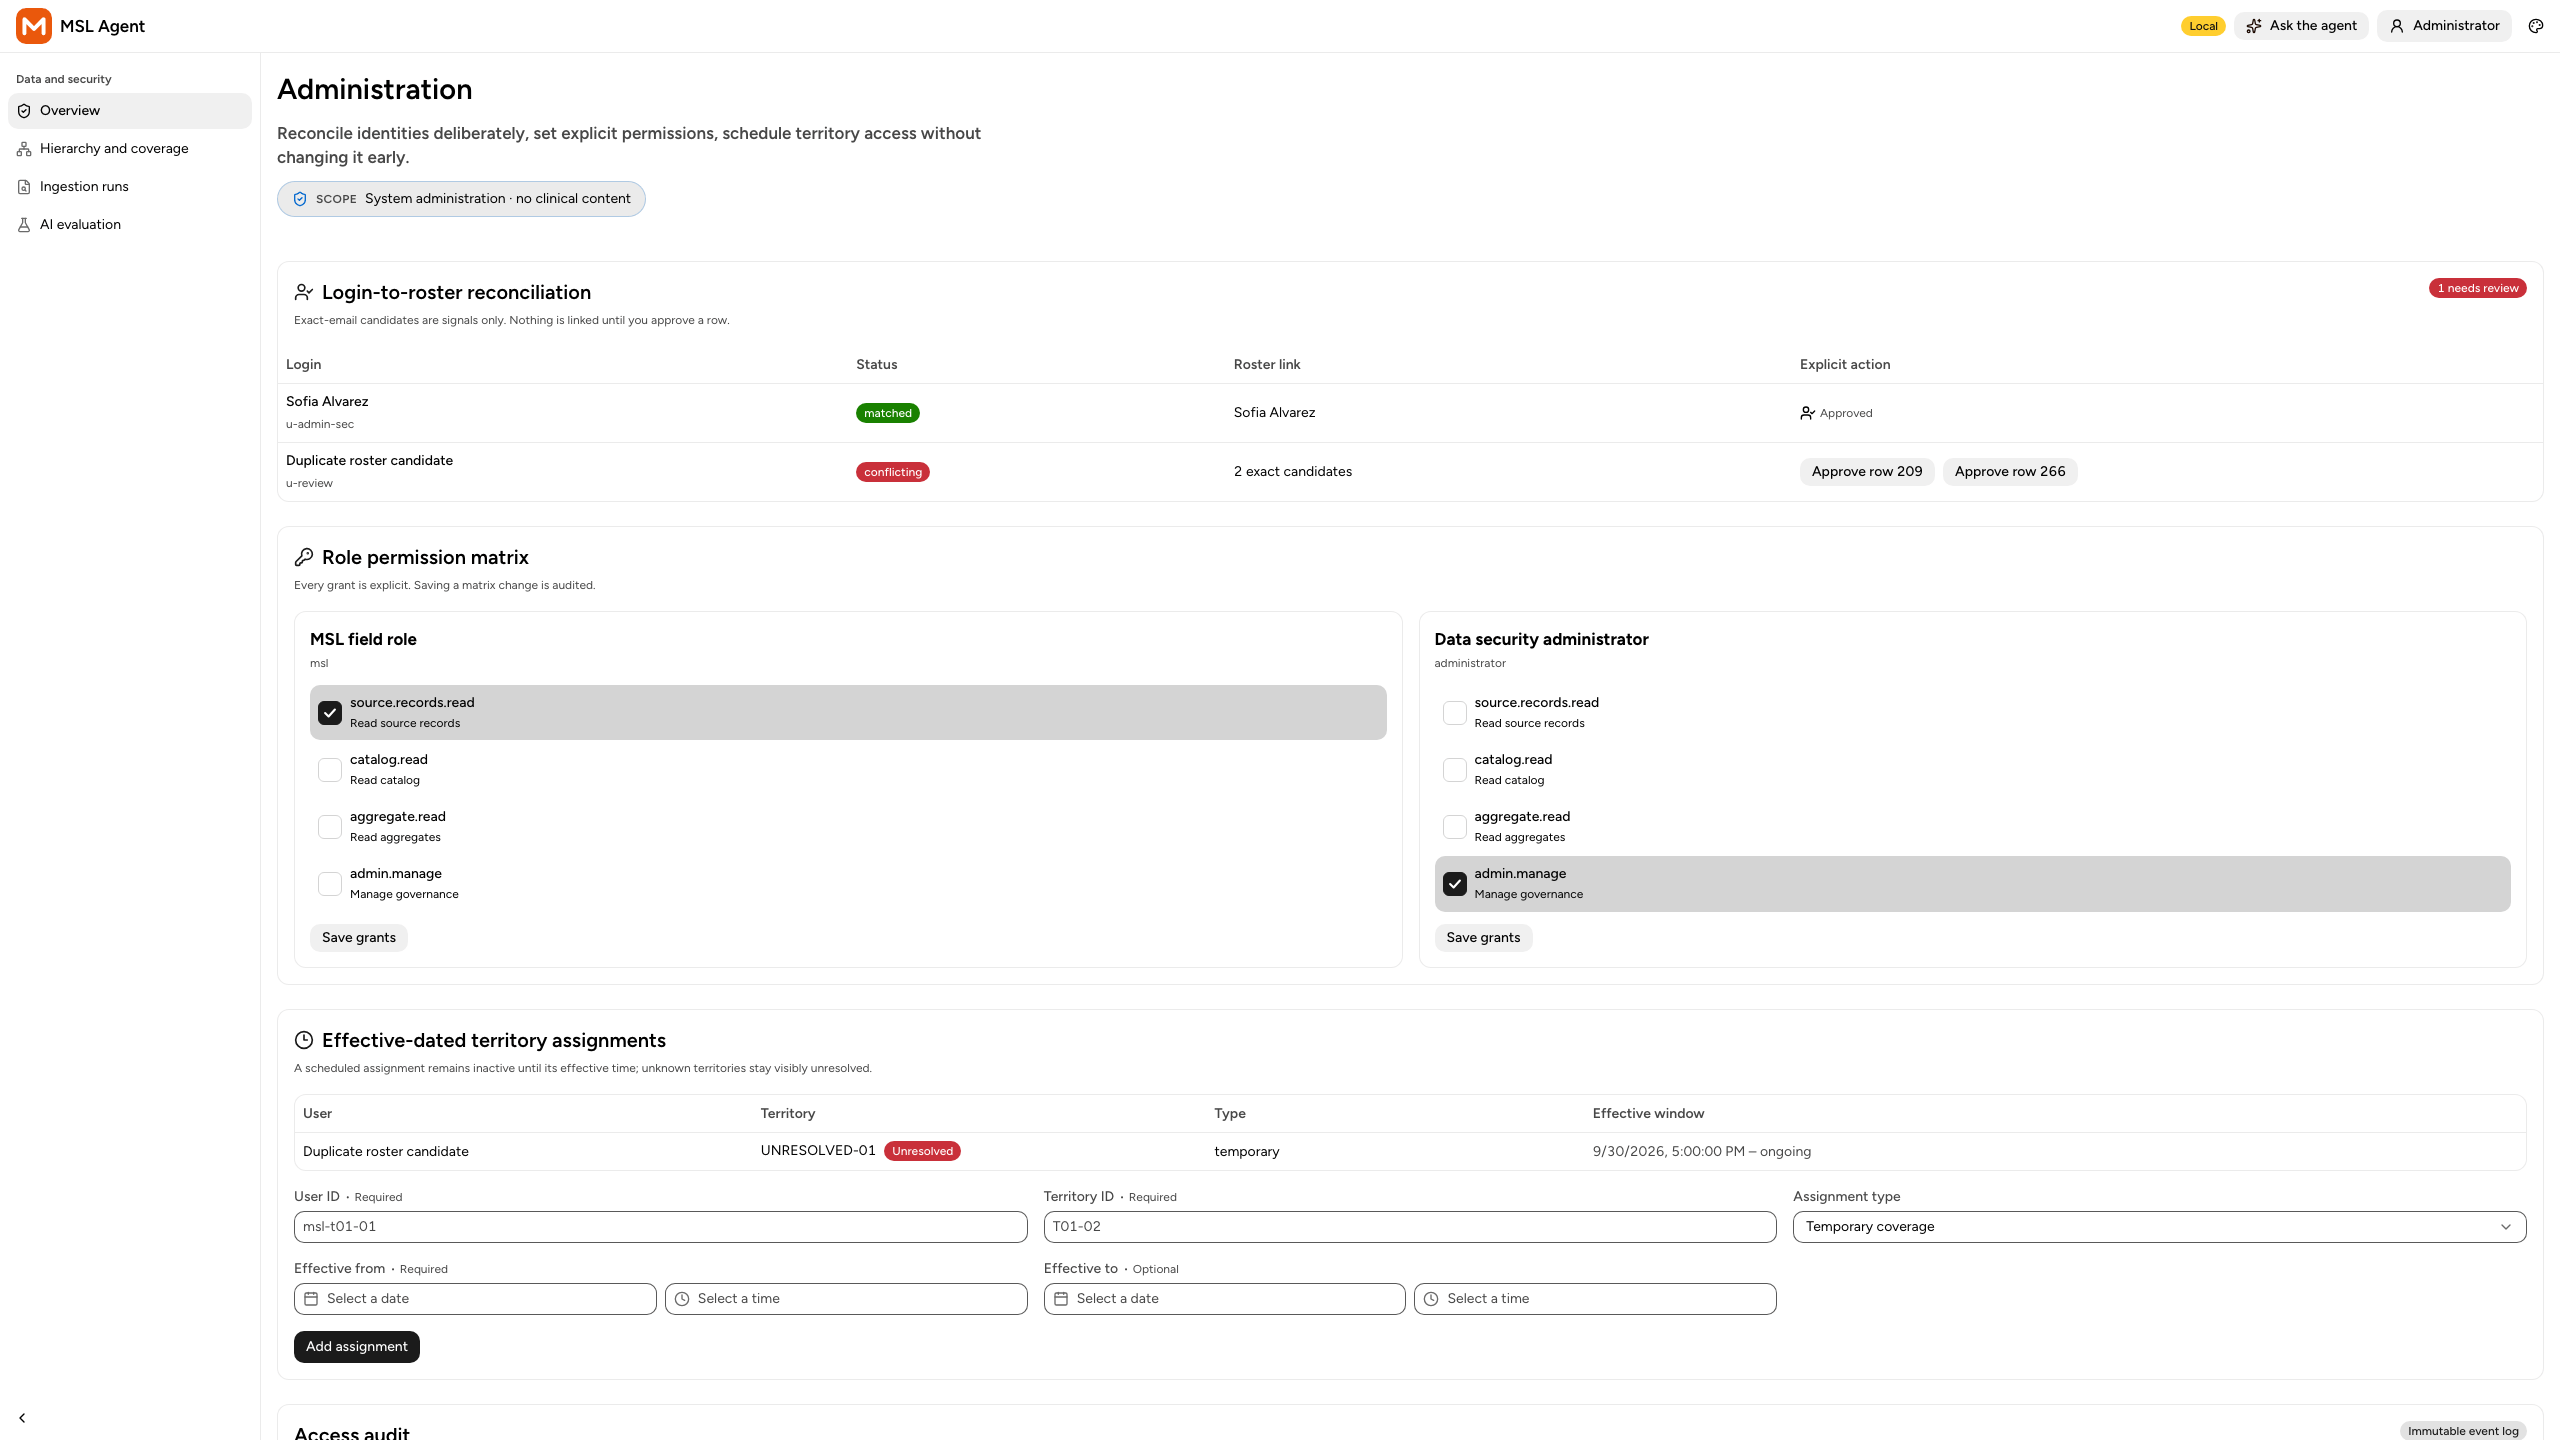 MSL Agent
Local
Ask the agent
Administrator
Data and security
Overview
Hierarchy and coverage
Ingestion runs
AI evaluation
Administration
Reconcile identities deliberately, set explicit permissions, schedule territory access without
changing it early.
SCOPE System administration · no clinical content
Login-to-roster reconciliation
1 needs review
Exact-email candidates are signals only. Nothing is linked until you approve a row.
Login Status Roster link Explicit action
Sofia Alvarez
u-admin-sec
matched
Sofia Alvarez
Approved
Duplicate roster candidate
u-review
conflicting
2 exact candidates
Approve row 209
Approve row 266
Role permission matrix
Every grant is explicit. Saving a matrix change is audited.
MSL field role
msl
source.records.read
Read source records
catalog.read
Read catalog
aggregate.read
Read aggregates
admin.manage
Manage governance
Save grants
Data security administrator
administrator
source.records.read
Read source records
catalog.read
Read catalog
aggregate.read
Read aggregates
admin.manage
Manage governance
Save grants
Effective-dated territory assignments
A scheduled assignment remains inactive until its effective time; unknown territories stay visibly unresolved.
User Territory Type Effective window
Duplicate roster candidate UNRESOLVED-01 Unresolved temporary 9/30/2026, 5:00:00 PM – ongoing
User ID · Required
msl-t01-01
Territory ID · Required
T01-02
Assignment type
Temporary coverage
Effective from · Required
Select a date
Select a time
Effective to · Optional
Select a date
Select a time
Add assignment
Access audit
Immutable event log